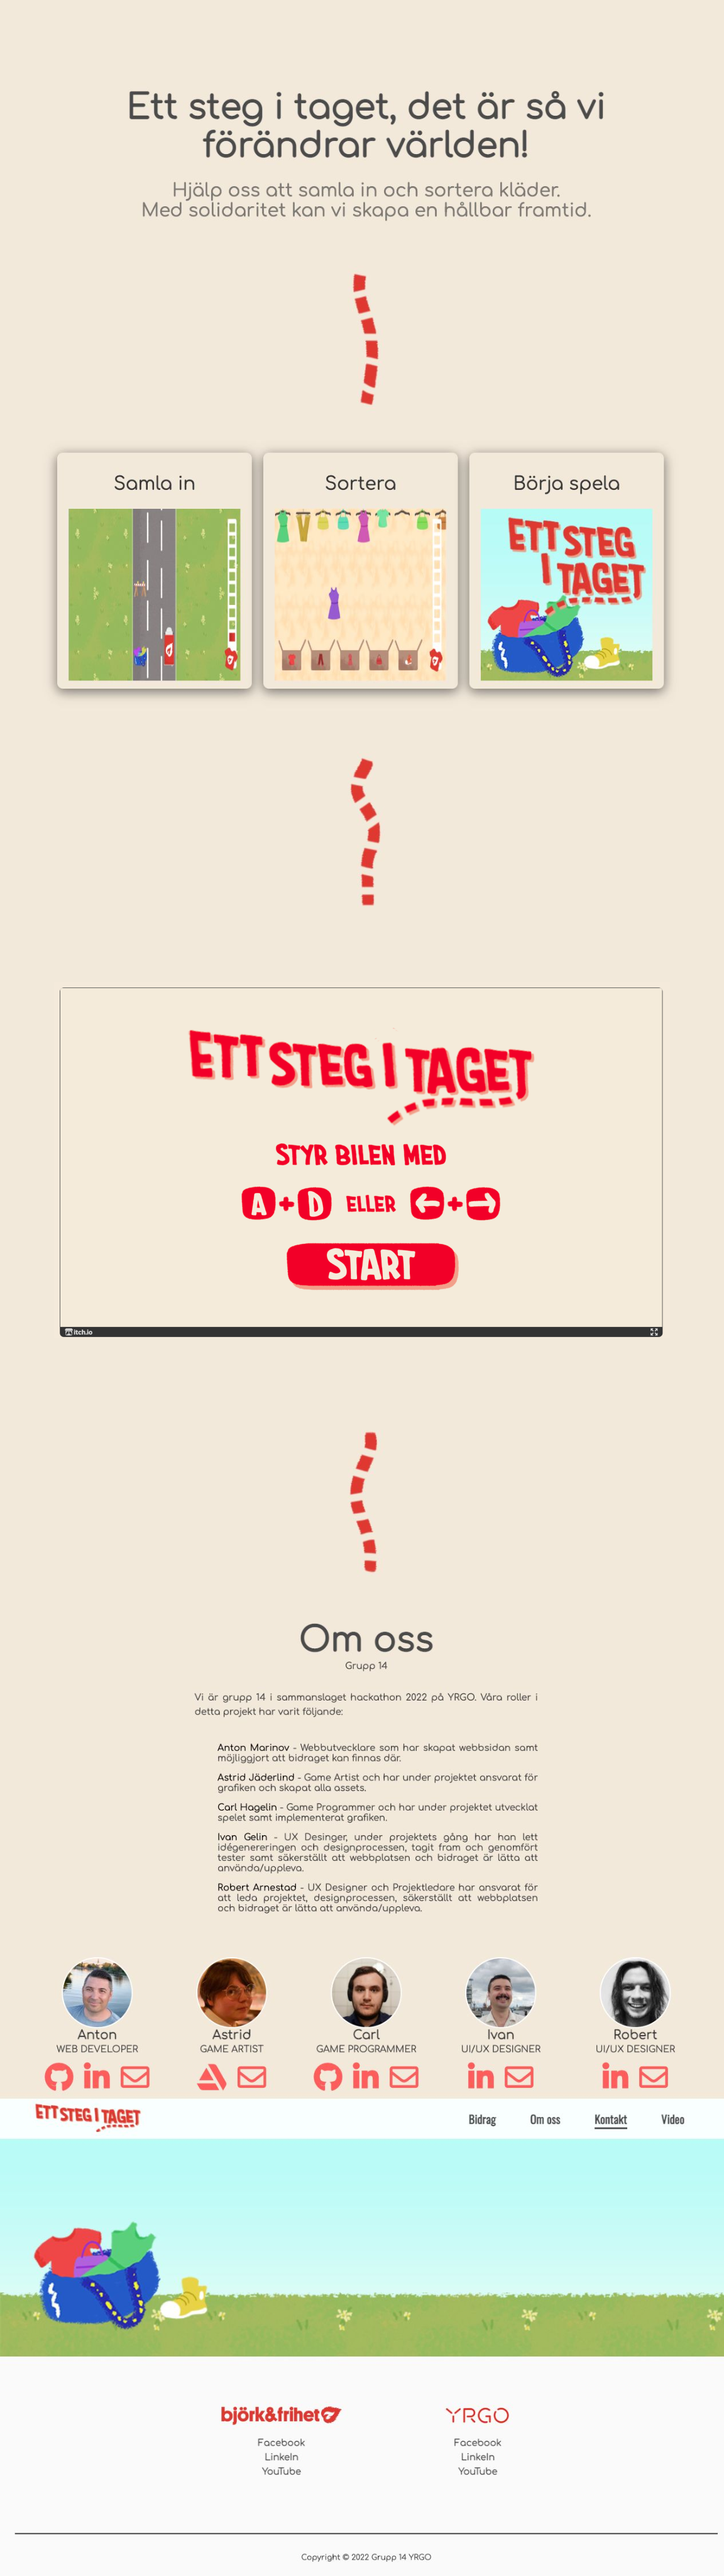 Ett steg i taget, det är så vi
förändrar världen!
Hjälp oss att samla in och sortera kläder.
Med solidaritet kan vi skapa en hållbar framtid.
Samla in
Sortera
Börja spela
ETT STEG
I TAGET
ETT STEG I TAGET
STYR BILEN MED
A + D ELLER ← + →
START
itch.io
Om oss
Grupp 14
Vi är grupp 14 i sammanslaget hackathon 2022 på YRGO. Våra roller i
detta projekt har varit följande:
Anton Marinov - Webbutvecklare som har skapat webbsidan samt
möjliggjort att bidraget kan finnas där.
Astrid Jäderlind - Game Artist och har under projektet ansvarat för
grafiken och skapat alla assets.
Carl Hagelin - Game Programmer och har under projektet utvecklat
spelet samt implementerat grafiken.
Ivan Gelin - UX Desinger, under projektets gång har han lett
idégenereringen och designprocessen, tagit fram och genomfört
tester samt säkerställt att webbplatsen och bidraget är lätta att
använda/uppleva.
Robert Arnestad - UX Designer och Projektledare har ansvarat för
att leda projektet, designprocessen, säkerställt att webbplatsen
och bidraget är lätta att använda/uppleva.
Anton
WEB DEVELOPER
Astrid
GAME ARTIST
Carl
GAME PROGRAMMER
Ivan
UI/UX DESIGNER
Robert
UI/UX DESIGNER
ETT STEG I TAGET
Bidrag
Om oss
Kontakt
Video
björk&frihet
Facebook
LinkeIn
YouTube
YRGO
Facebook
LinkeIn
YouTube
Copyright © 2022 Grupp 14 YRGO